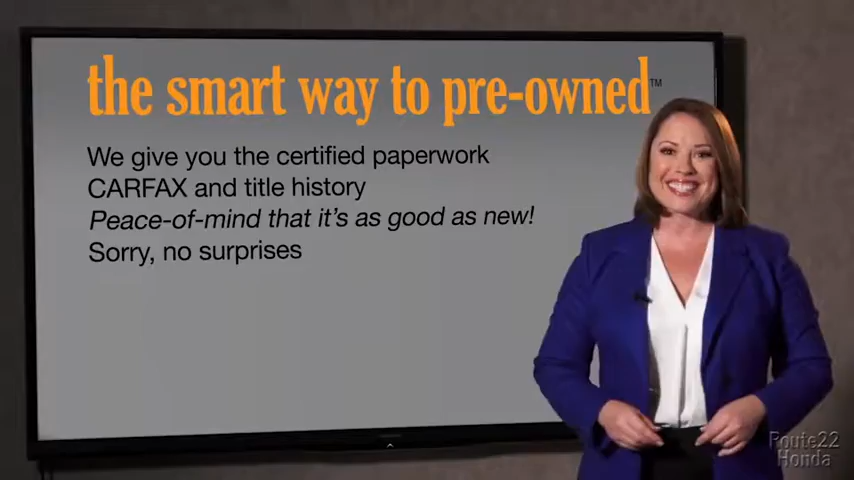 the smart way to pre-owned™
We give you the certified paperwork
CARFAX and title history
Peace-of-mind that it's as good as new!
Sorry, no surprises
Route22
Honda